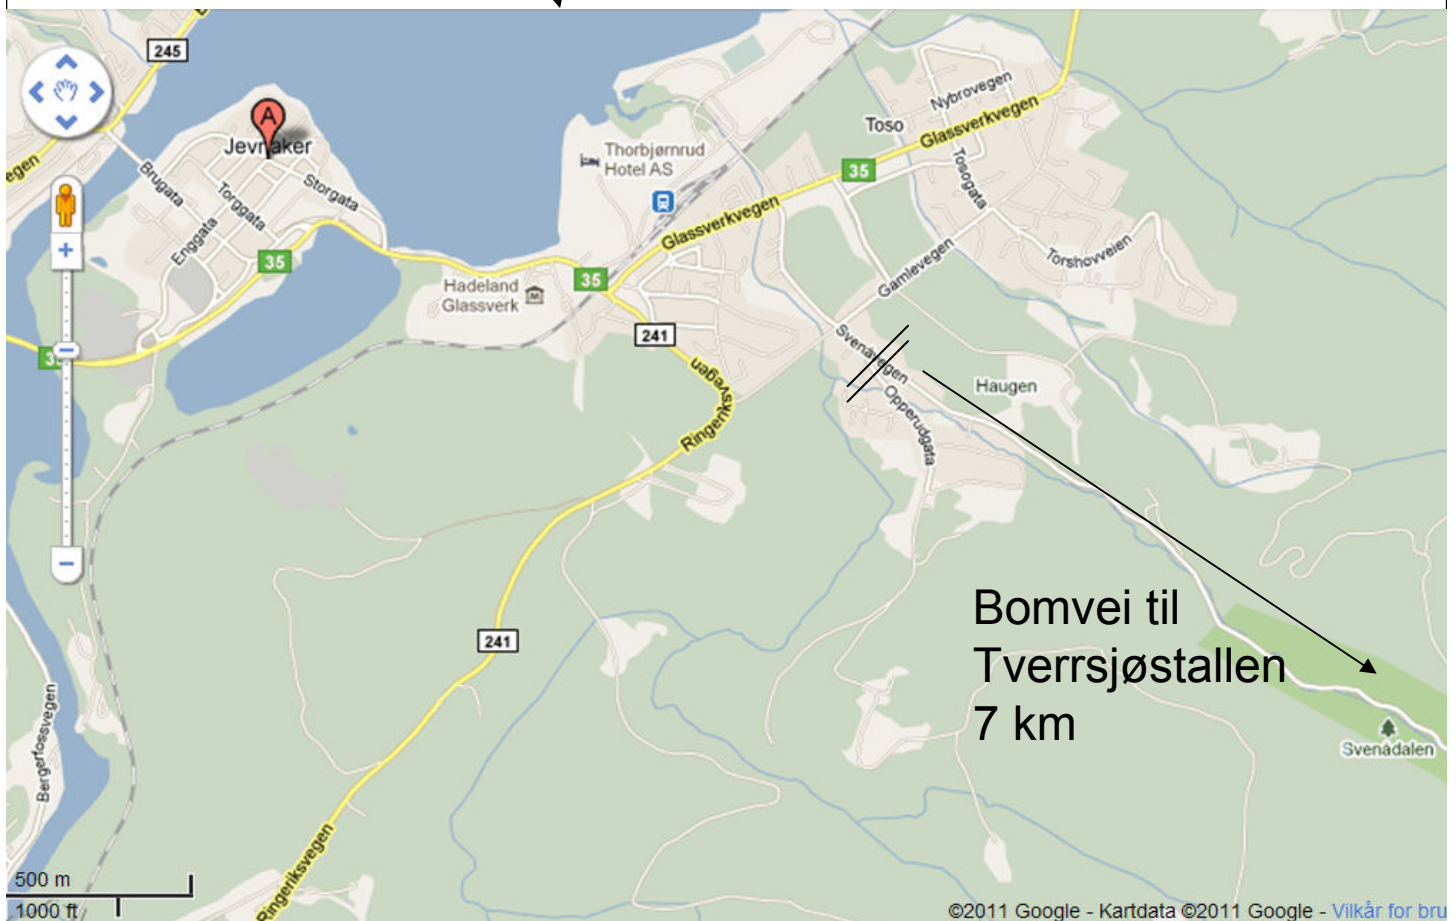 245
egen
Jevnaker
Brugata
Torggata
Storgata
Enggata
35
Hadeland
Glassverk
35
Thorbjørnrud
Hotel AS
Glassverkvegen
35
Toso
Glassverkvegen
Nybrovegen
Tosogata
Torshovveien
Gamlevegen
241
Ringeriksvegen
Svenåvegen
Opperudgata
Haugen
Bomvei til
Tverrsjøstallen
7 km
Svenådalen
241
Ringeriksvegen
Bergerfossvegen
A
500 m
1000 ft
©2011 Google - Kartdata ©2011 Google - Vilkår for bru